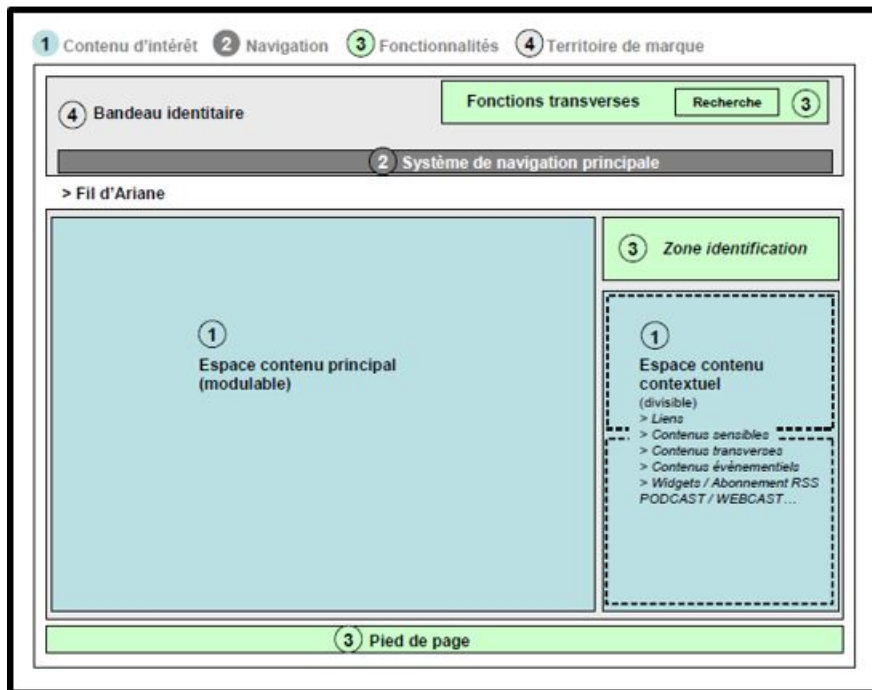 1 Contenu d'intérêt 2 Navigation 3 Fonctionnalités 4 Territoire de marque
4 Bandeau identitaire
Fonctions transverses Recherche 3
2 Système de navigation principale
> Fil d'Ariane
1
Espace contenu principal
(modulable)
3 Zone identification
1
Espace contenu
contextuel
(divisible)
> Liens
> Contenus sensibles
> Contenus transverses
> Contenus évènementiels
> Widgets / Abonnement RSS
PODCAST / WEBCAST...
3 Pied de page